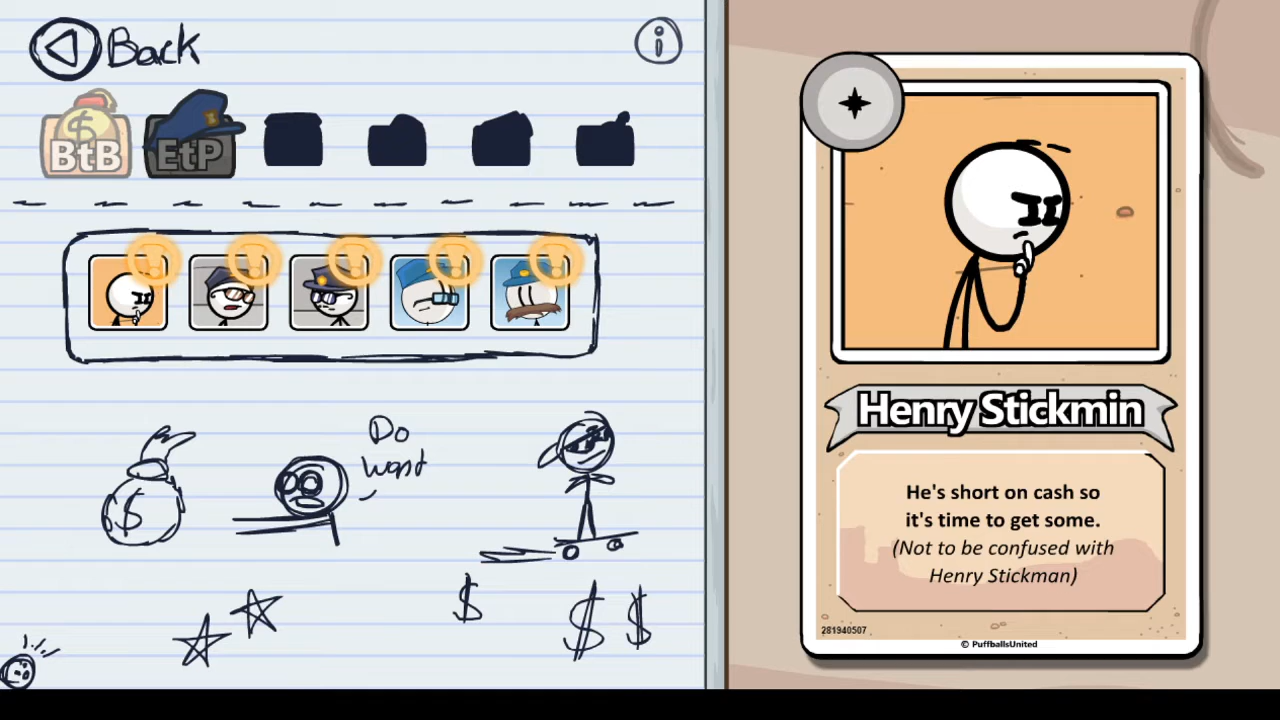 Back
i
$
BtB
EtP
Do
want
$
$
$
$
Henry Stickmin
He's short on cash so
it's time to get some.
(Not to be confused with
Henry Stickman)
281940507
© PuffballsUnited